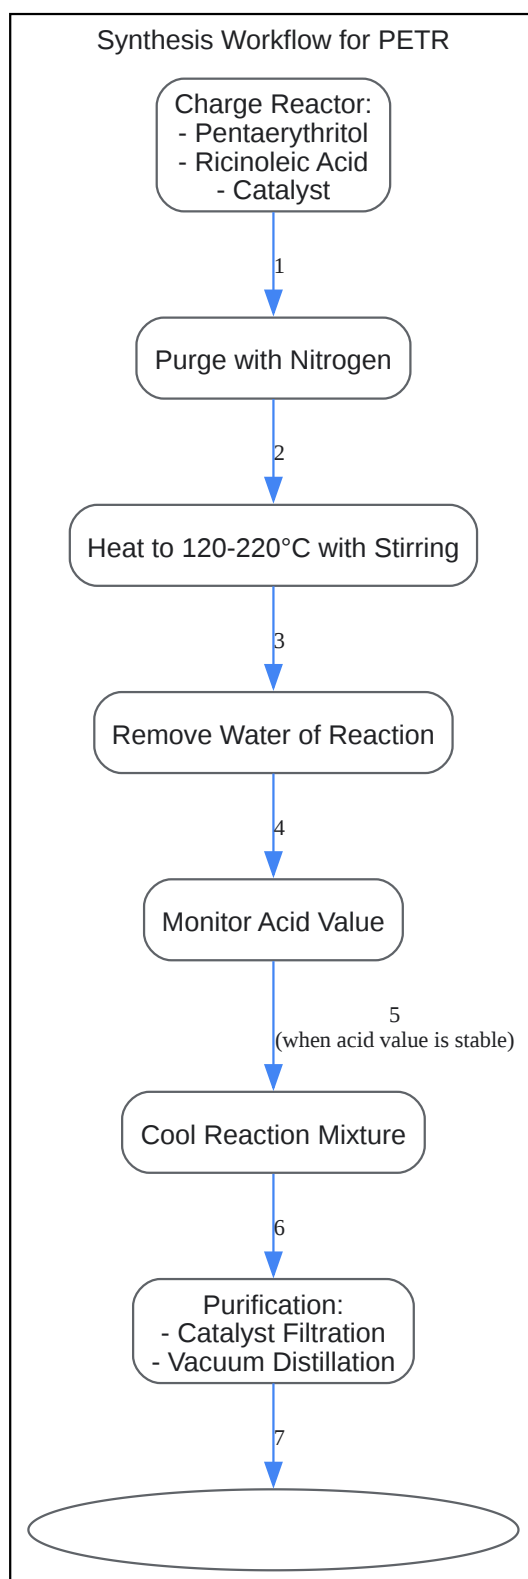 Synthesis Workflow for PETR
Charge Reactor:
- Pentaerythritol
- Ricinoleic Acid
- Catalyst
1
Purge with Nitrogen
2
Heat to 120-220°C with Stirring
3
Remove Water of Reaction
4
Monitor Acid Value
5
(when acid value is stable)
Cool Reaction Mixture
6
Purification:
- Catalyst Filtration
- Vacuum Distillation
7